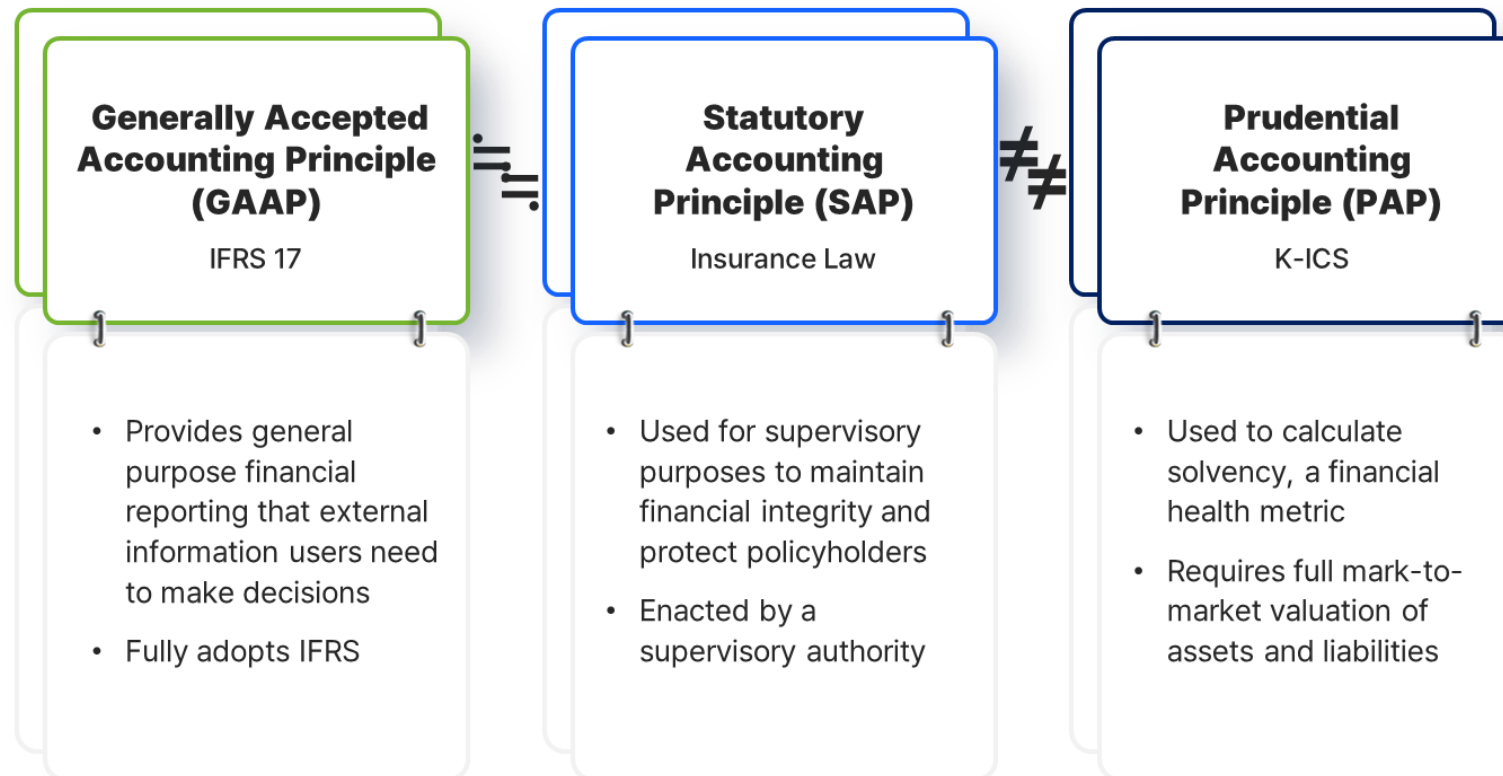 Generally Accepted
Accounting Principle
(GAAP)
IFRS 17
≒
≒
Statutory
Accounting
Principle (SAP)
Insurance Law
≠
≠
Prudential
Accounting
Principle (PAP)
K-ICS
• Provides general
purpose financial
reporting that external
information users need
to make decisions
• Fully adopts IFRS
• Used for supervisory
purposes to maintain
financial integrity and
protect policyholders
• Enacted by a
supervisory authority
• Used to calculate
solvency, a financial
health metric
• Requires full mark-to-
market valuation of
assets and liabilities